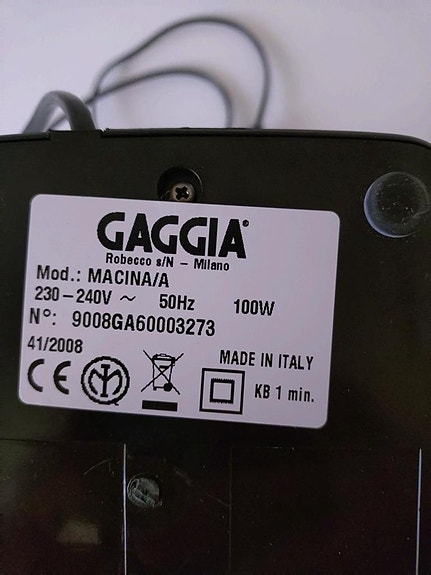 GAGGIA®
Robecco s/N – Milano
Mod.: MACINA/A
230–240V ~ 50Hz 100W
N°: 9008GA60003273
41/2008
MADE IN ITALY
CE
KB 1 min.